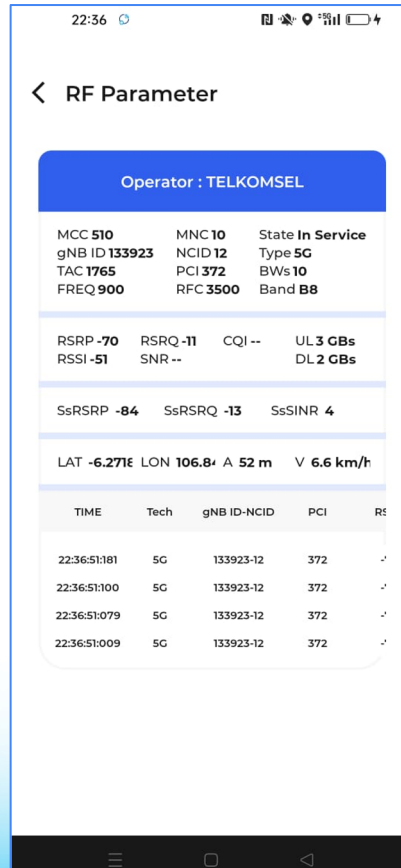 22:36
5G
RF Parameter
Operator : TELKOMSEL
MCC 510 MNC 10 State In Service
gNB ID 133923 NCID 12 Type 5G
TAC 1765 PCI 372 BWs 10
FREQ 900 RFC 3500 Band B8
RSRP -70 RSRQ -11 CQI -- UL 3 GBs
RSSI -51 SNR -- DL 2 GBs
SsRSRP -84 SsRSRQ -13 SsSINR 4
LAT -6.2718 LON 106.84 A 52 m V 6.6 km/h
TIME Tech gNB ID-NCID PCI RS
22:36:51:181 5G 133923-12 372
22:36:51:100 5G 133923-12 372
22:36:51:079 5G 133923-12 372
22:36:51:009 5G 133923-12 372